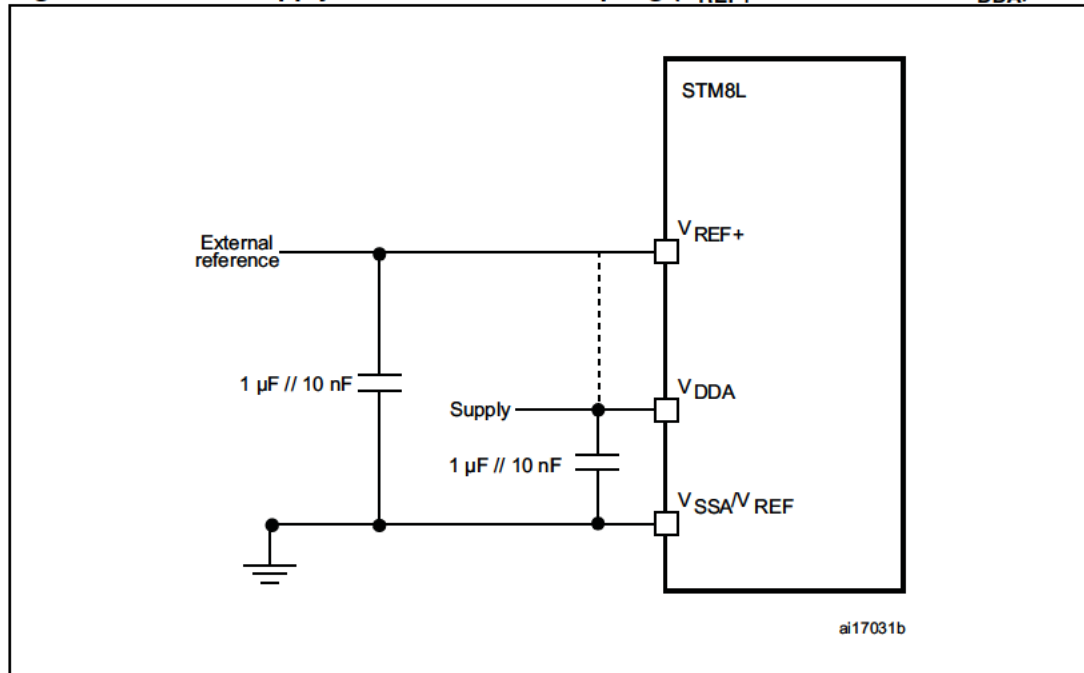 STM8L
VREF+
External
reference
1 µF // 10 nF
VDDA
Supply
1 µF // 10 nF
VSSA/VREF
ai17031b